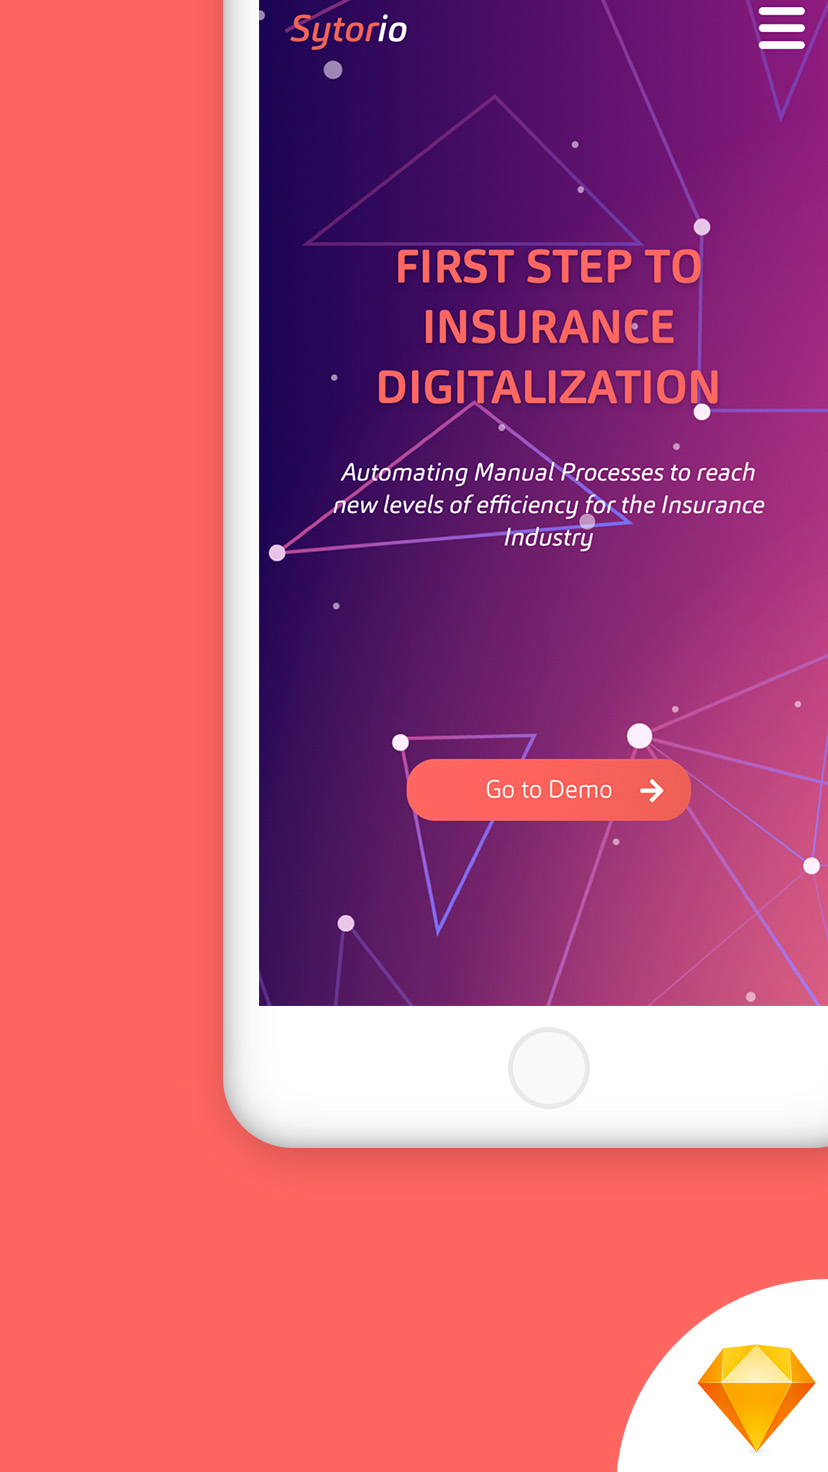 Sytorio
FIRST STEP TO
INSURANCE
DIGITALIZATION
Automating Manual Processes to reach
new levels of efficiency for the Insurance
Industry
Go to Demo